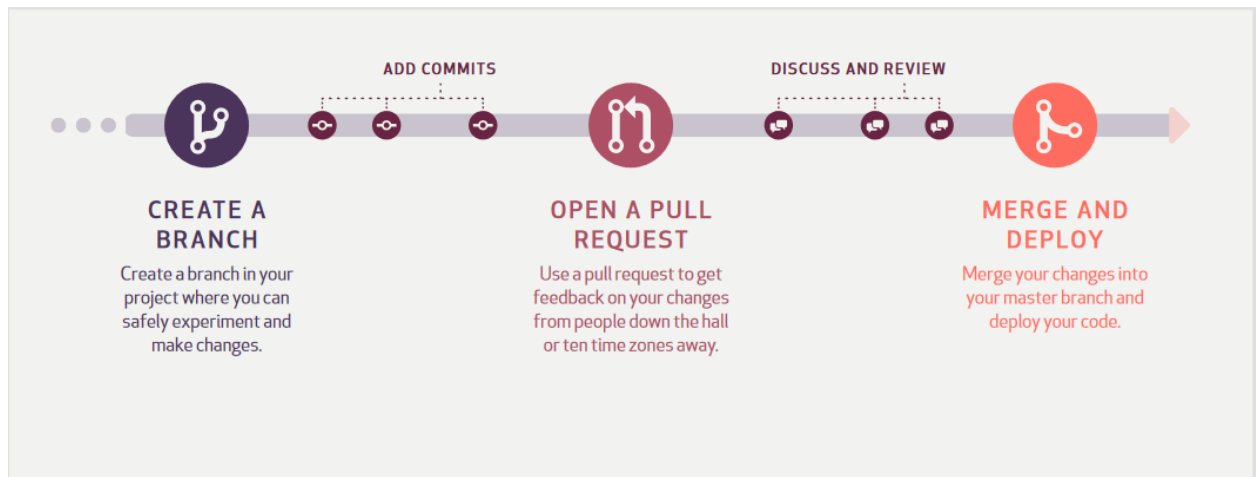 ADD COMMITS
DISCUSS AND REVIEW
CREATE A
BRANCH
Create a branch in your
project where you can
safely experiment and
make changes.
OPEN A PULL
REQUEST
Use a pull request to get
feedback on your changes
from people down the hall
or ten time zones away.
MERGE AND
DEPLOY
Merge your changes into
your master branch and
deploy your code.